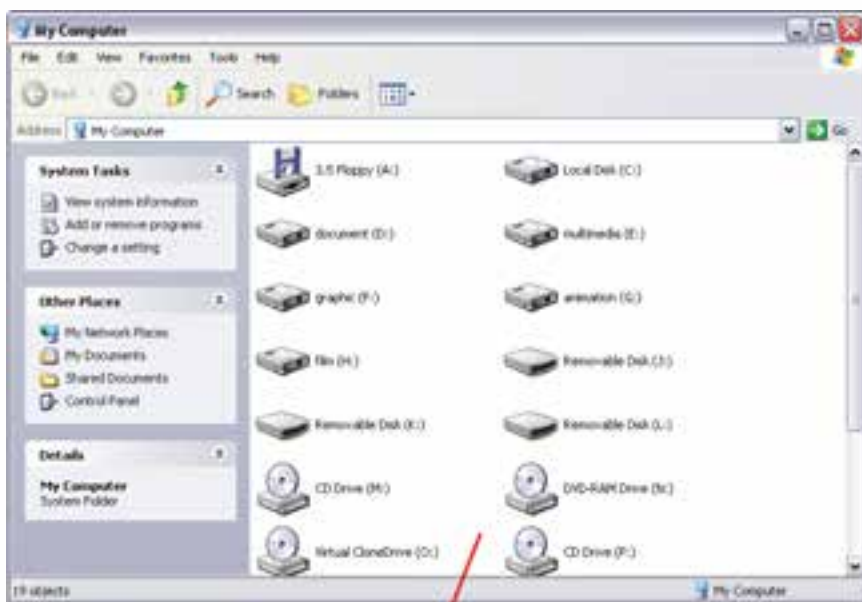 My Computer
File Edit View Favorites Tools Help
Back Search Folders
Address My Computer Go
System Tasks
View system information
Add or remove programs
Change a setting
Other Places
My Network Places
My Documents
Shared Documents
Control Panel
Details
My Computer
System Folder
3.5 Floppy (A:) Local Disk (C:)
document (D:) multimedia (E:)
graphic (F:) animation (G:)
film (H:) Removable Disk (J:)
Removable Disk (K:) Removable Disk (L:)
CD Drive (M:) DVD-RAM Drive (N:)
Virtual CloneDrive (O:) CD Drive (P:)
19 objects My Computer